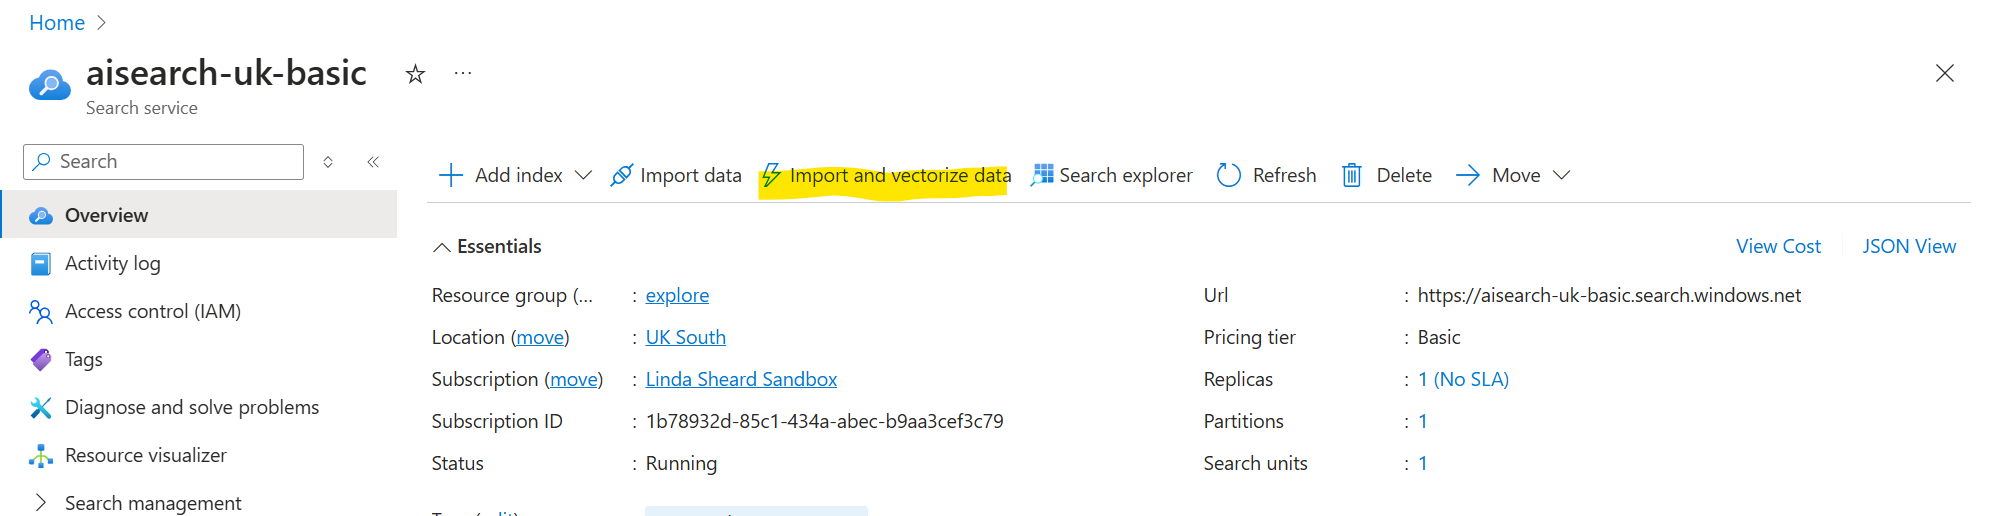 Home
aisearch-uk-basic
Search service
Search
Overview
Activity log
Access control (IAM)
Tags
Diagnose and solve problems
Resource visualizer
Search management
Add index Import data Import and vectorize data Search explorer Refresh Delete Move
Essentials
View Cost JSON View
Resource group (... : explore
Location (move) : UK South
Subscription (move) : Linda Sheard Sandbox
Subscription ID : 1b78932d-85c1-434a-abec-b9aa3cef3c79
Status : Running
Url : https://aisearch-uk-basic.search.windows.net
Pricing tier : Basic
Replicas : 1 (No SLA)
Partitions : 1
Search units : 1